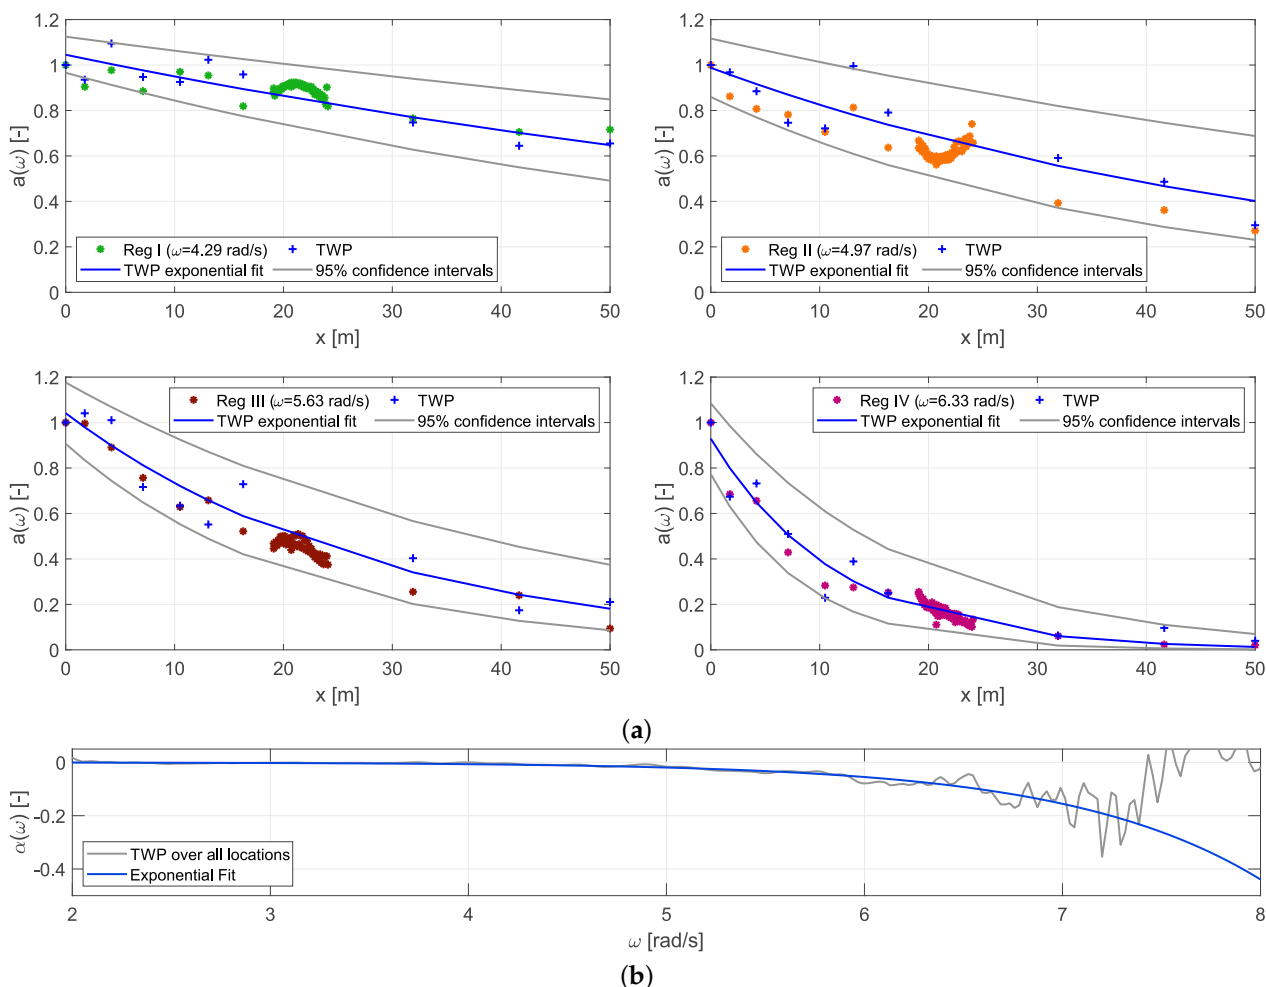 1.2
1
0.8
0.6
0.4
0.2
0
a(ω) [-]
Reg I (ω=4.29 rad/s)
TWP
TWP exponential fit
95% confidence intervals
0 10 20 30 40 50
x [m]
1.2
1
0.8
0.6
0.4
0.2
0
a(ω) [-]
Reg II (ω=4.97 rad/s)
TWP
TWP exponential fit
95% confidence intervals
0 10 20 30 40 50
x [m]
1.2
1
0.8
0.6
0.4
0.2
0
a(ω) [-]
Reg III (ω=5.63 rad/s)
TWP
TWP exponential fit
95% confidence intervals
0 10 20 30 40 50
x [m]
1.2
1
0.8
0.6
0.4
0.2
0
a(ω) [-]
Reg IV (ω=6.33 rad/s)
TWP
TWP exponential fit
95% confidence intervals
0 10 20 30 40 50
x [m]
(a)
0
-0.2
-0.4
α(ω) [-]
TWP over all locations
Exponential Fit
2 3 4 5 6 7 8
ω [rad/s]
(b)